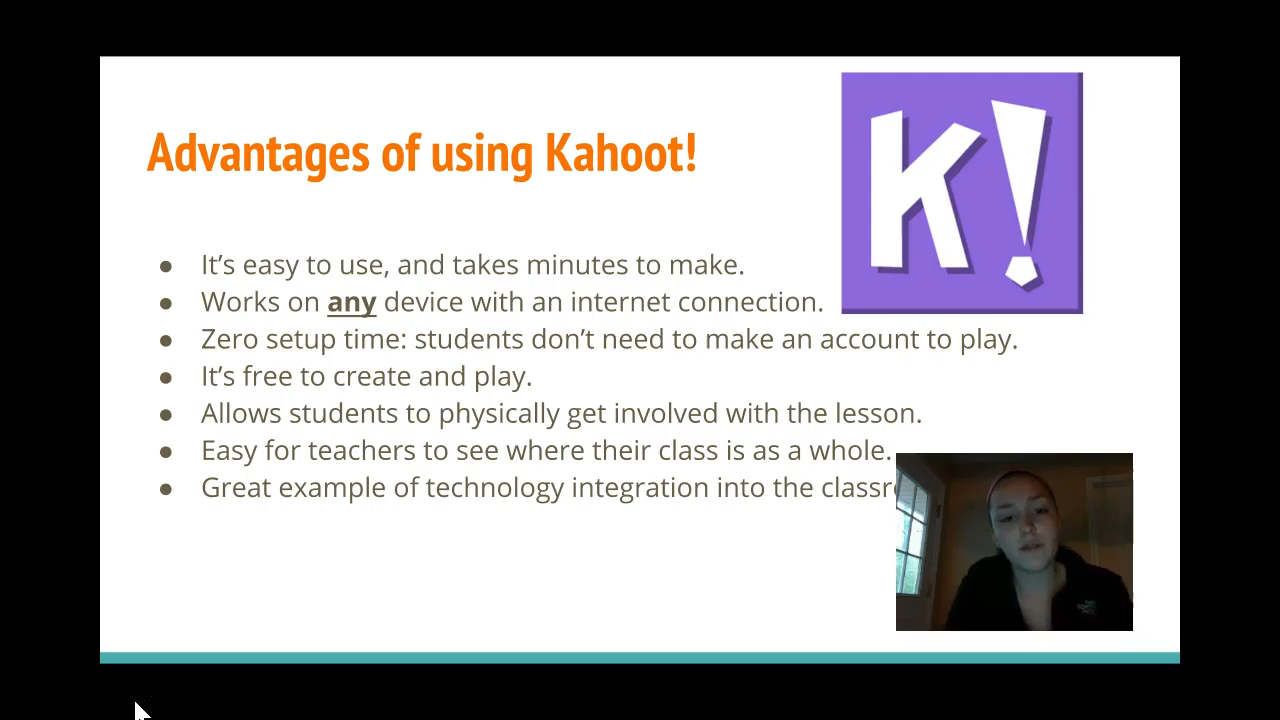 K!
Advantages of using Kahoot!
● It’s easy to use, and takes minutes to make.
● Works on any device with an internet connection.
● Zero setup time: students don’t need to make an account to play.
● It’s free to create and play.
● Allows students to physically get involved with the lesson.
● Easy for teachers to see where their class is as a whole.
● Great example of technology integration into the